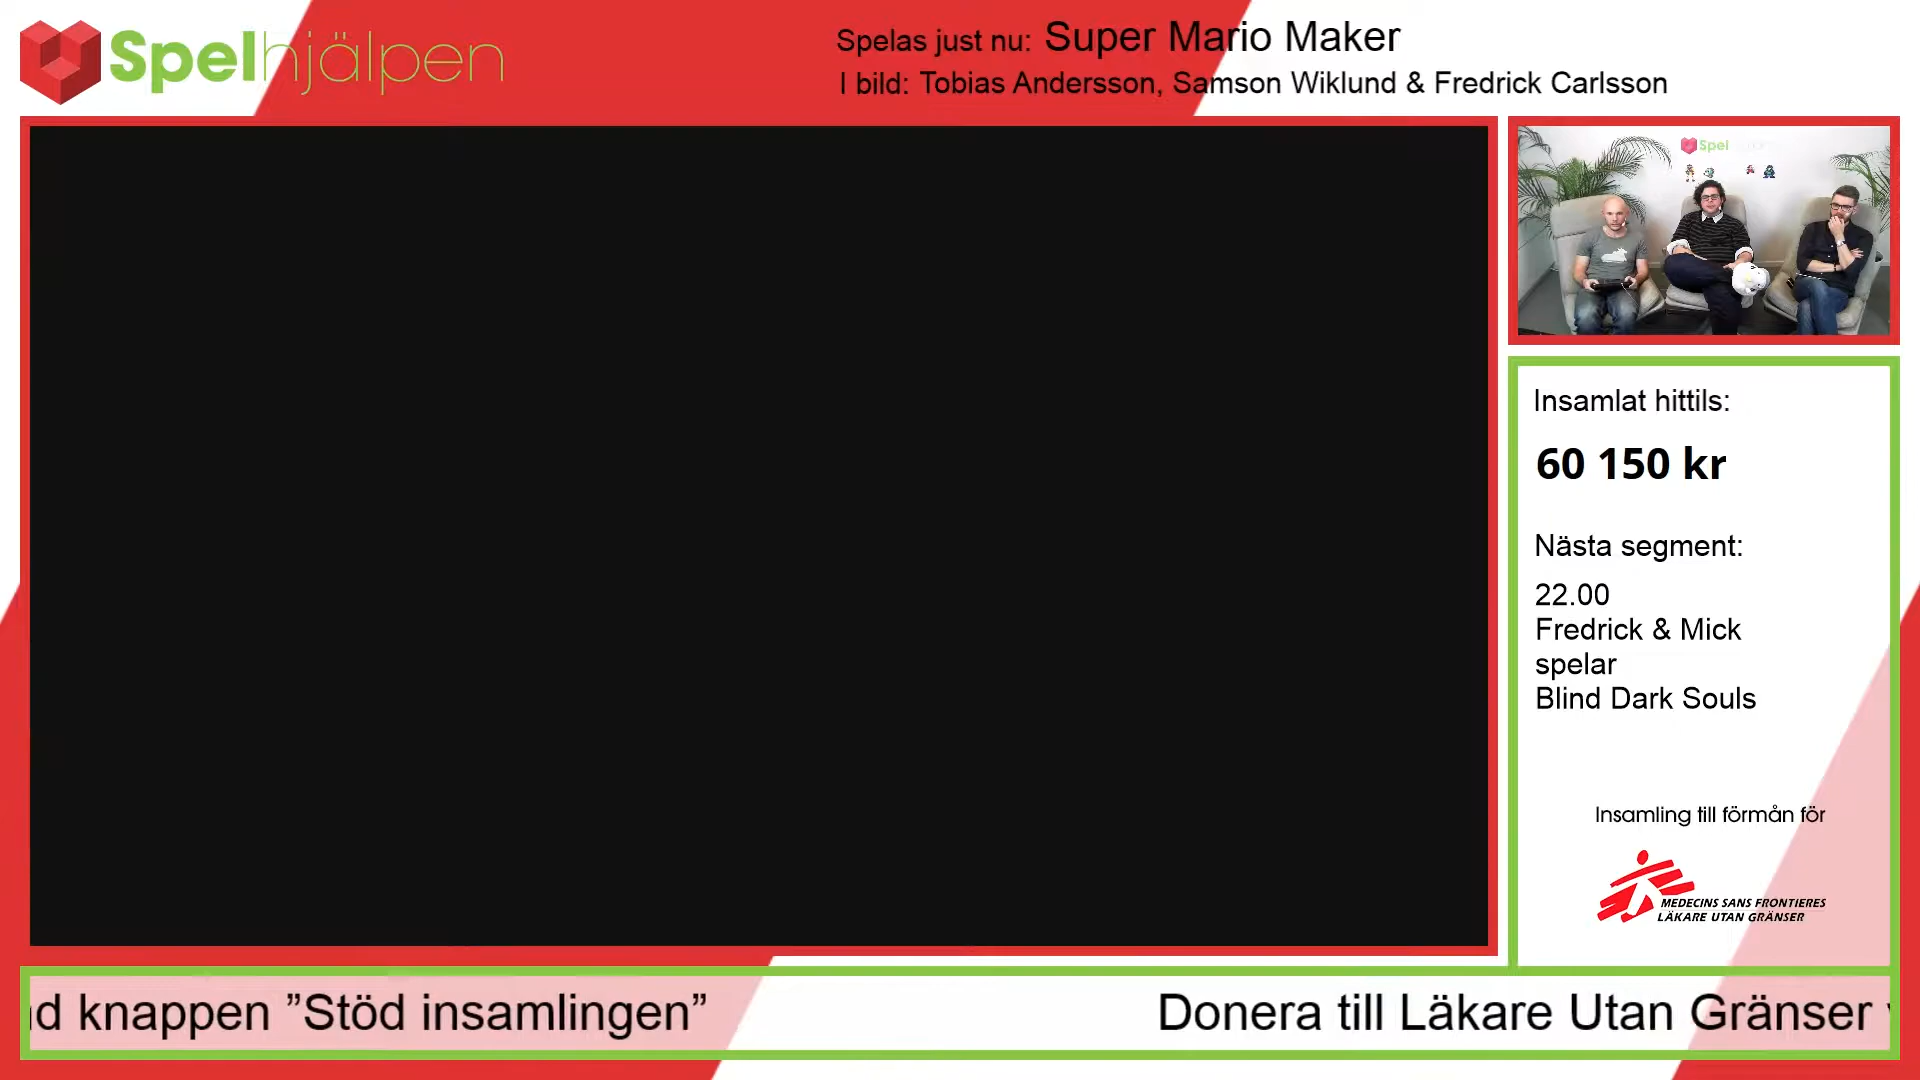 Spelhjälpen
Spelas just nu: Super Mario Maker
I bild: Tobias Andersson, Samson Wiklund & Fredrick Carlsson
Spel
Insamlat hittils:
60 150 kr
Nästa segment:
22.00
Fredrick & Mick
spelar
Blind Dark Souls
Insamling till förmån för
MEDECINS SANS FRONTIERES
LÄKARE UTAN GRÄNSER
knappen ”Stöd insamlingen”
Donera till Läkare Utan Gränser